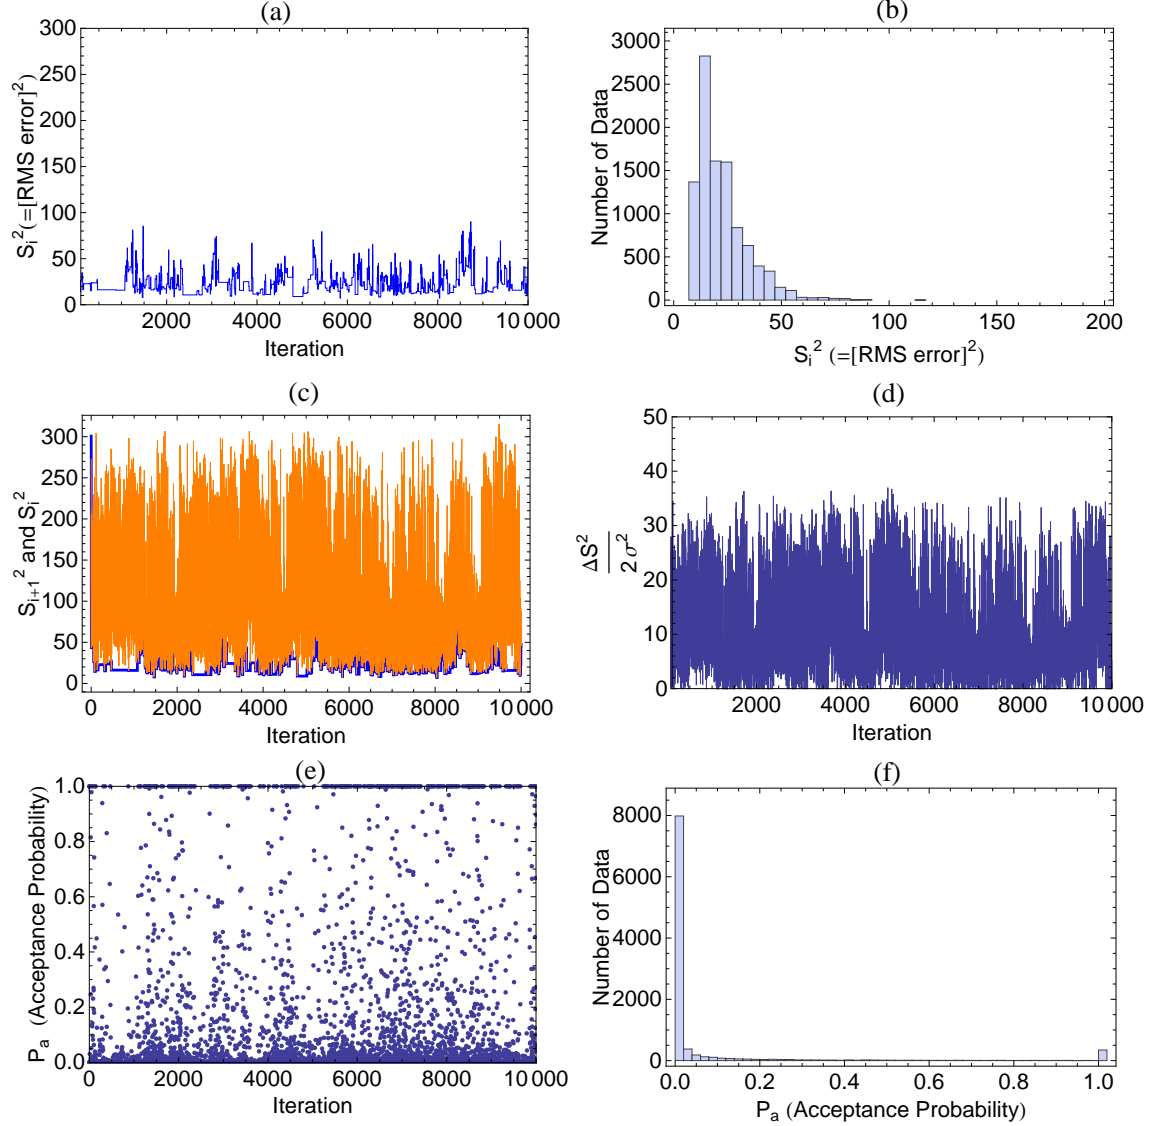 (a)
300
250
200
150
100
50
0
S_i^2(=[RMS error]^2
2000 4000 6000 8000 10 000
Iteration
(b)
3000
2500
2000
1500
1000
500
0
Number of Data
0 50 100 150 200
S_i^2 (=[RMS error]^2)
(c)
300
250
200
150
100
50
0
S_{i+1}^2 and S_i^2
0 2000 4000 6000 8000 10 000
Iteration
(d)
50
40
30
20
10
0
ΔS^2
2σ^2
2000 4000 6000 8000 10 000
Iteration
(e)
1.0
0.8
0.6
0.4
0.2
0.0
P_a (Acceptance Probability)
0 2000 4000 6000 8000 10 000
Iteration
(f)
8000
6000
4000
2000
0
Number of Data
0.0 0.2 0.4 0.6 0.8 1.0
P_a (Acceptance Probability)